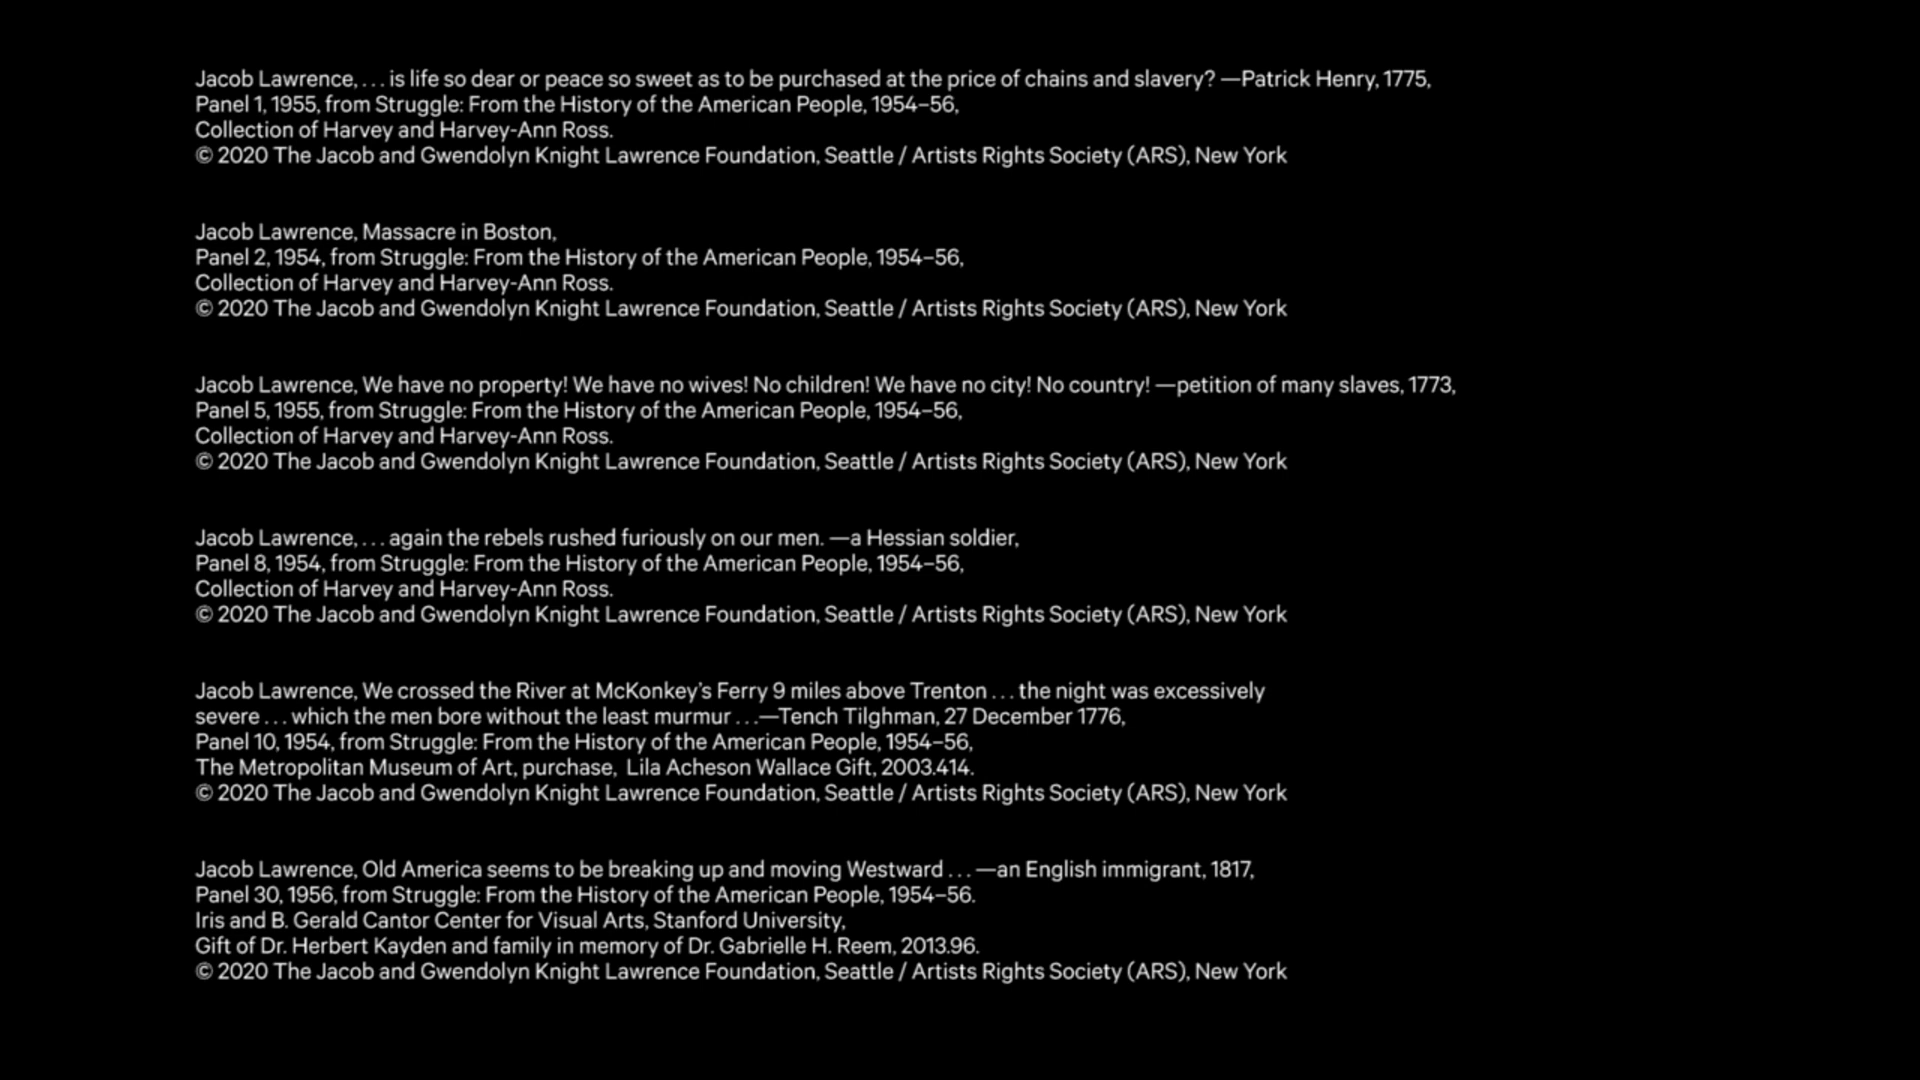 Jacob Lawrence, . . . is life so dear or peace so sweet as to be purchased at the price of chains and slavery? —Patrick Henry, 1775,
Panel 1, 1955, from Struggle: From the History of the American People, 1954–56,
Collection of Harvey and Harvey-Ann Ross.
© 2020 The Jacob and Gwendolyn Knight Lawrence Foundation, Seattle / Artists Rights Society (ARS), New York
Jacob Lawrence, Massacre in Boston,
Panel 2, 1954, from Struggle: From the History of the American People, 1954–56,
Collection of Harvey and Harvey-Ann Ross.
© 2020 The Jacob and Gwendolyn Knight Lawrence Foundation, Seattle / Artists Rights Society (ARS), New York
Jacob Lawrence, We have no property! We have no wives! No children! We have no city! No country! —petition of many slaves, 1773,
Panel 5, 1955, from Struggle: From the History of the American People, 1954–56,
Collection of Harvey and Harvey-Ann Ross.
© 2020 The Jacob and Gwendolyn Knight Lawrence Foundation, Seattle / Artists Rights Society (ARS), New York
Jacob Lawrence, . . . again the rebels rushed furiously on our men. —a Hessian soldier,
Panel 8, 1954, from Struggle: From the History of the American People, 1954–56,
Collection of Harvey and Harvey-Ann Ross.
© 2020 The Jacob and Gwendolyn Knight Lawrence Foundation, Seattle / Artists Rights Society (ARS), New York
Jacob Lawrence, We crossed the River at McKonkey's Ferry 9 miles above Trenton . . . the night was excessively
severe . . . which the men bore without the least murmur . . .—Tench Tilghman, 27 December 1776,
Panel 10, 1954, from Struggle: From the History of the American People, 1954–56,
The Metropolitan Museum of Art, purchase, Lila Acheson Wallace Gift, 2003.414.
© 2020 The Jacob and Gwendolyn Knight Lawrence Foundation, Seattle / Artists Rights Society (ARS), New York
Jacob Lawrence, Old America seems to be breaking up and moving Westward . . . —an English immigrant, 1817,
Panel 30, 1956, from Struggle: From the History of the American People, 1954–56.
Iris and B. Gerald Cantor Center for Visual Arts, Stanford University,
Gift of Dr. Herbert Kayden and family in memory of Dr. Gabrielle H. Reem, 2013.96.
© 2020 The Jacob and Gwendolyn Knight Lawrence Foundation, Seattle / Artists Rights Society (ARS), New York